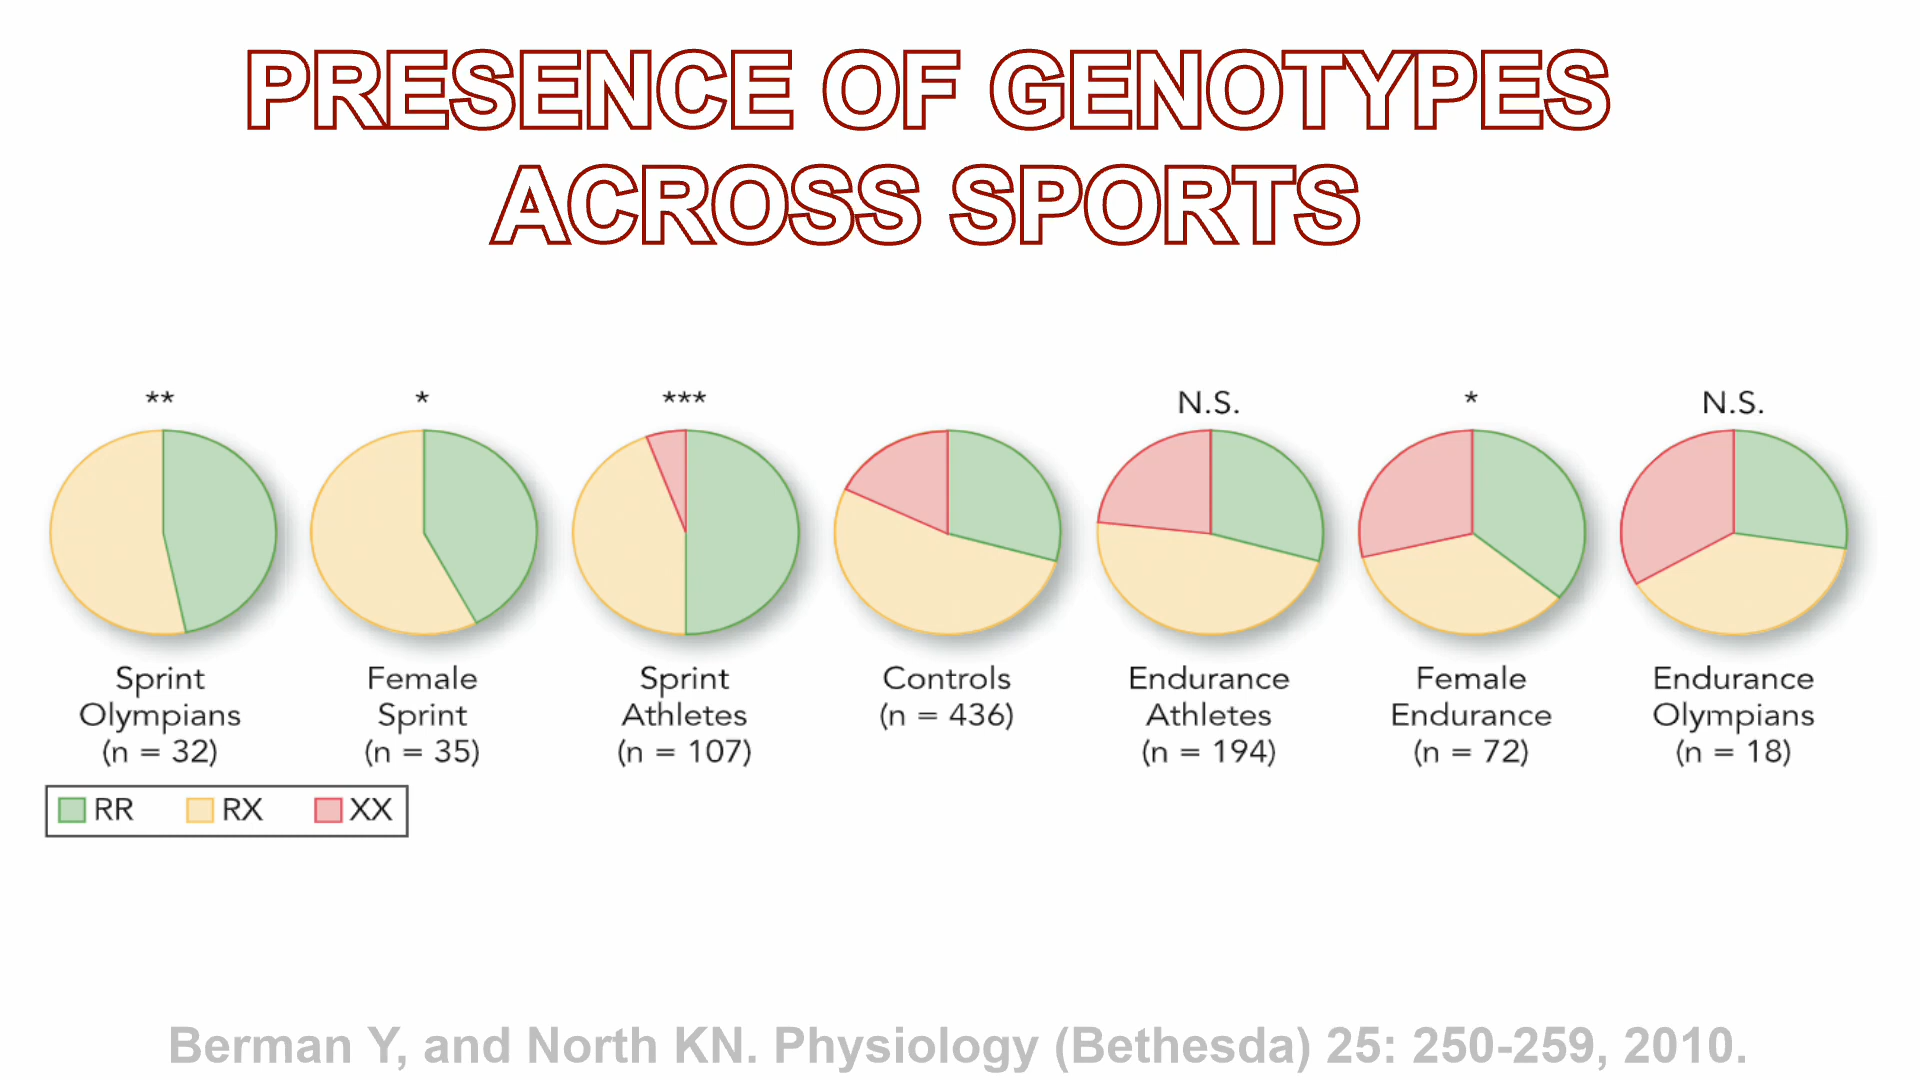 PRESENCE OF GENOTYPES
ACROSS SPORTS
**
*
***
N.S.
*
N.S.
Sprint
Olympians
(n = 32)
Female
Sprint
(n = 35)
Sprint
Athletes
(n = 107)
Controls
(n = 436)
Endurance
Athletes
(n = 194)
Female
Endurance
(n = 72)
Endurance
Olympians
(n = 18)
RR RX XX
Berman Y, and North KN. Physiology (Bethesda) 25: 250-259, 2010.